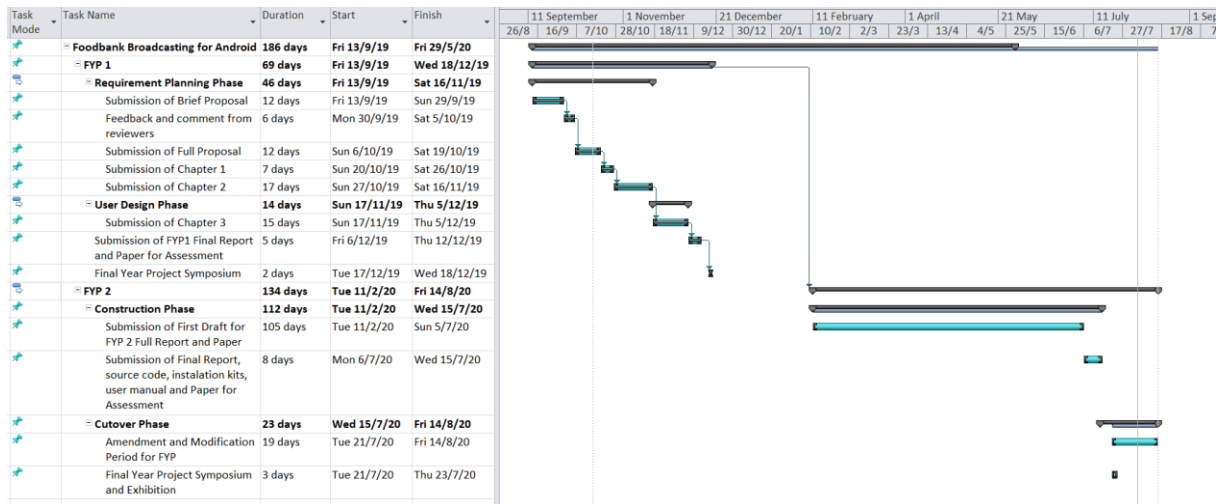 Task Mode Task Name Duration Start Finish 11 September 1 November 21 December 11 February 1 April 21 May 11 July 1 Sep
26/8 16/9 7/10 28/10 18/11 9/12 30/12 20/1 10/2 2/3 23/3 13/4 4/5 25/5 15/6 6/7 27/7 17/8 7
Foodbank Broadcasting for Android 186 days Fri 13/9/19 Fri 29/5/20
FYP 1 69 days Fri 13/9/19 Wed 18/12/19
Requirement Planning Phase 46 days Fri 13/9/19 Sat 16/11/19
Submission of Brief Proposal 12 days Fri 13/9/19 Sun 29/9/19
Feedback and comment from 6 days Mon 30/9/19 Sat 5/10/19
reviewers
Submission of Full Proposal 12 days Sun 6/10/19 Sat 19/10/19
Submission of Chapter 1 7 days Sun 20/10/19 Sat 26/10/19
Submission of Chapter 2 17 days Sun 27/10/19 Sat 16/11/19
User Design Phase 14 days Sun 17/11/19 Thu 5/12/19
Submission of Chapter 3 15 days Sun 17/11/19 Thu 5/12/19
Submission of FYP1 Final Report 5 days Fri 6/12/19 Thu 12/12/19
and Paper for Assessment
Final Year Project Symposium 2 days Tue 17/12/19 Wed 18/12/19
FYP 2 134 days Tue 11/2/20 Fri 14/8/20
Construction Phase 112 days Tue 11/2/20 Wed 15/7/20
Submission of First Draft for 105 days Tue 11/2/20 Sun 5/7/20
FYP 2 Full Report and Paper
Submission of Final Report, 8 days Mon 6/7/20 Wed 15/7/20
source code, instalation kits,
user manual and Paper for
Assessment
Cutover Phase 23 days Wed 15/7/20 Fri 14/8/20
Amendment and Modification 19 days Tue 21/7/20 Fri 14/8/20
Period for FYP
Final Year Project Symposium 3 days Tue 21/7/20 Thu 23/7/20
and Exhibition